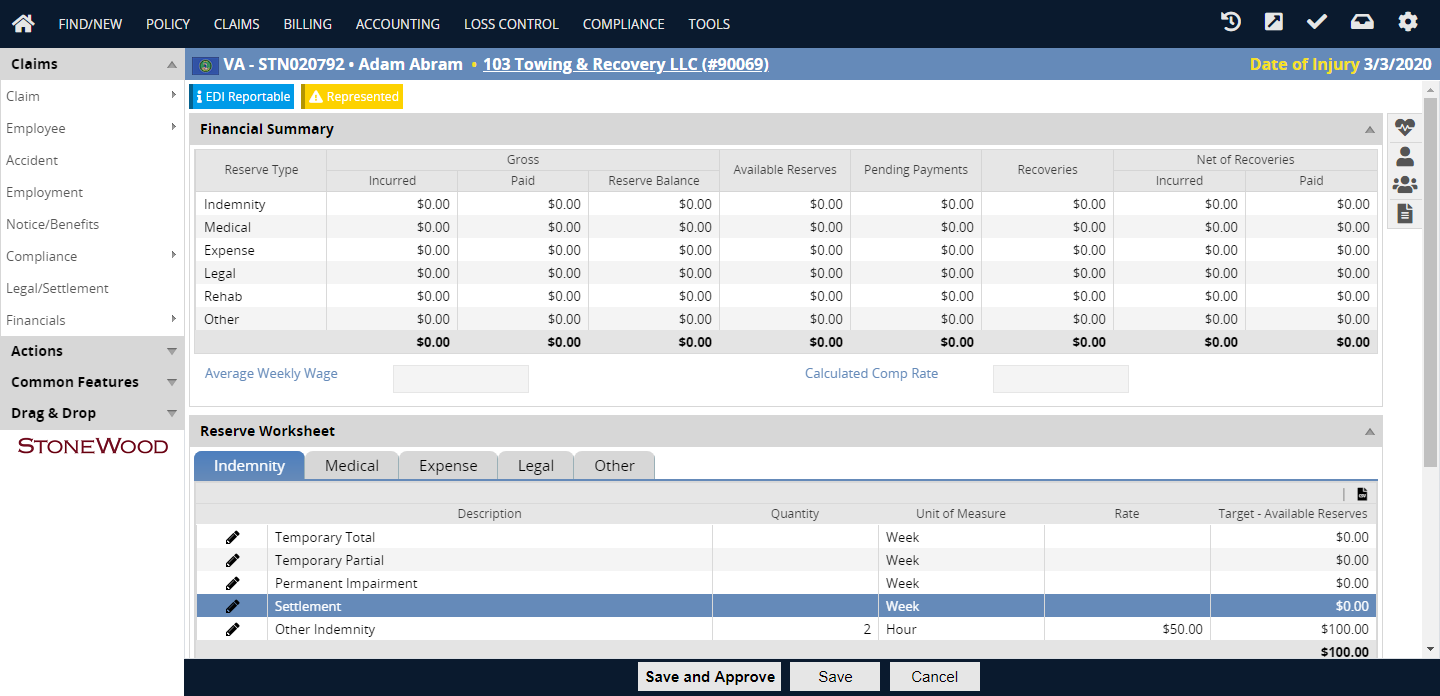 FIND/NEW POLICY CLAIMS BILLING ACCOUNTING LOSS CONTROL COMPLIANCE TOOLS
Claims
VA - STN020792 • Adam Abram • 103 Towing & Recovery LLC (#90069) Date of Injury 3/3/2020
Claim
Employee
Accident
Employment
Notice/Benefits
Compliance
Legal/Settlement
Financials
Actions
Common Features
Drag & Drop
STONEWOOD
EDI Reportable Represented
Financial Summary
Reserve Type Gross Available Reserves Pending Payments Recoveries Net of Recoveries
Incurred Paid Reserve Balance Incurred Paid
Indemnity $0.00 $0.00 $0.00 $0.00 $0.00 $0.00 $0.00 $0.00
Medical $0.00 $0.00 $0.00 $0.00 $0.00 $0.00 $0.00 $0.00
Expense $0.00 $0.00 $0.00 $0.00 $0.00 $0.00 $0.00 $0.00
Legal $0.00 $0.00 $0.00 $0.00 $0.00 $0.00 $0.00 $0.00
Rehab $0.00 $0.00 $0.00 $0.00 $0.00 $0.00 $0.00 $0.00
Other $0.00 $0.00 $0.00 $0.00 $0.00 $0.00 $0.00 $0.00
$0.00 $0.00 $0.00 $0.00 $0.00 $0.00 $0.00 $0.00
Average Weekly Wage Calculated Comp Rate
Reserve Worksheet
Indemnity Medical Expense Legal Other
Description Quantity Unit of Measure Rate Target - Available Reserves
Temporary Total Week $0.00
Temporary Partial Week $0.00
Permanent Impairment Week $0.00
Settlement Week $0.00
Other Indemnity 2 Hour $50.00 $100.00
$100.00
Save and Approve Save Cancel